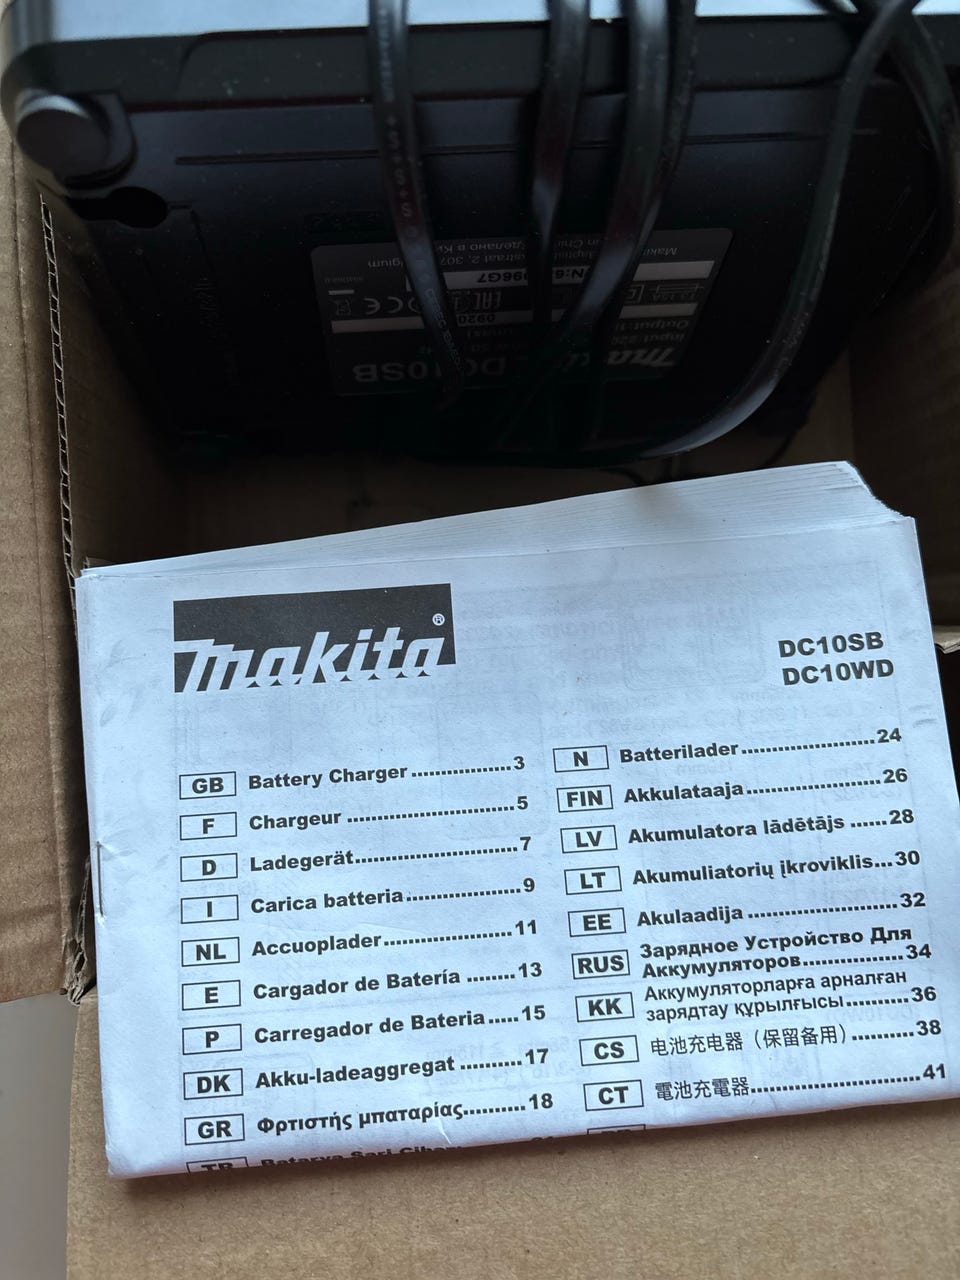 DC10SB
makita®
DC10SB
DC10WD
GB Battery Charger 3
F Chargeur 5
D Ladegerät 7
I Carica batteria 9
NL Accuoplader 11
E Cargador de Batería 13
P Carregador de Bateria 15
DK Akku-ladeaggregat 17
GR Φρτιστής μπαταρίας 18
TR
N Batterilader 24
FIN Akkulataaja 26
LV Akumulatora lādētājs 28
LT Akumuliatorių įkroviklis 30
EE Akulaadija 32
RUS Зарядное Устройство Для
Аккумуляторов 34
KK Аккумуляторларға арналған
зарядтау құрылғысы 36
CS 电池充电器（保留备用） 38
CT 電池充電器 41